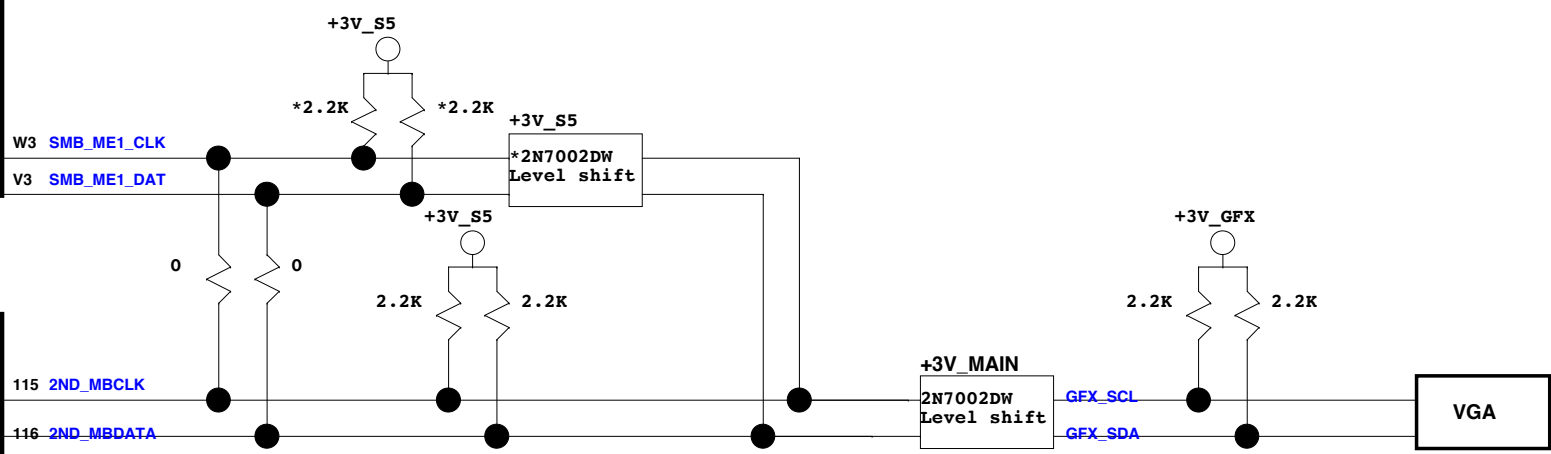 +3V_S5
*2.2K
*2.2K
+3V_S5
W3 SMB_ME1_CLK
*2N7002DW
Level shift
V3 SMB_ME1_DAT
+3V_S5
+3V_GFX
0
0
2.2K
2.2K
2.2K
2.2K
+3V_MAIN
115 2ND_MBCLK
2N7002DW
Level shift
GFX_SCL
VGA
116 2ND_MBDATA
GFX_SDA